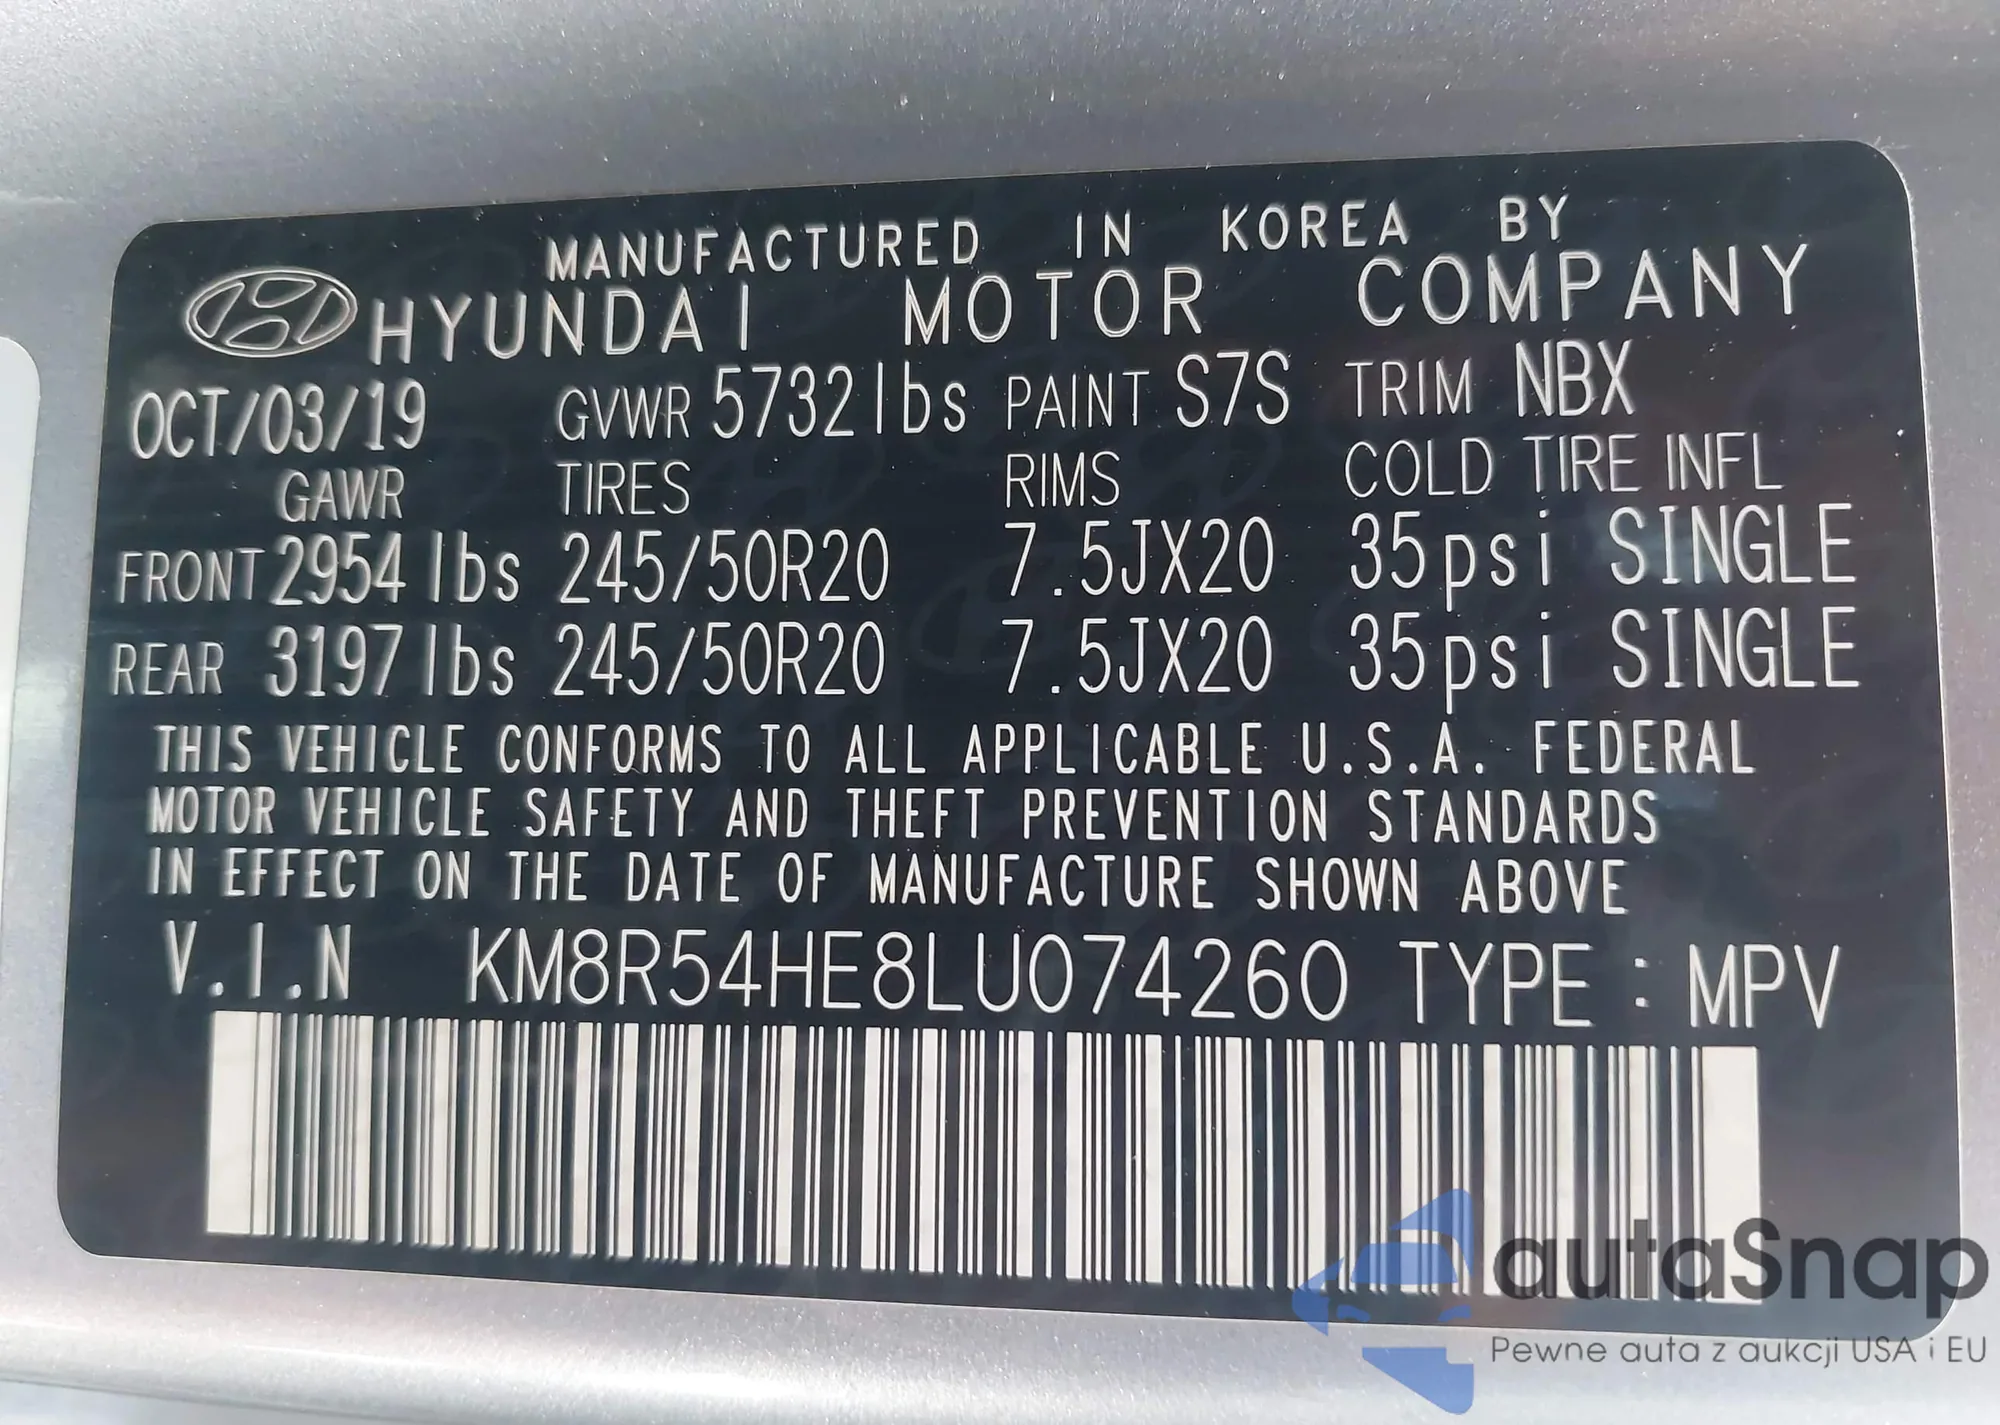 MANUFACTURED IN KOREA BY
HYUNDAI MOTOR COMPANY
OCT/03/19 GVWR 5732lbs PAINT S7S TRIM NBX
GAWR TIRES RIMS COLD TIRE INFL
FRONT 2954lbs 245/50R20 7.5JX20 35psi SINGLE
REAR 3197lbs 245/50R20 7.5JX20 35psi SINGLE
THIS VEHICLE CONFORMS TO ALL APPLICABLE U.S.A. FEDERAL
MOTOR VEHICLE SAFETY AND THEFT PREVENTION STANDARDS
IN EFFECT ON THE DATE OF MANUFACTURE SHOWN ABOVE
V.I.N KM8R54HE8LU074260 TYPE : MPV
autaSnap
Pewne auta z aukcji USA i EU